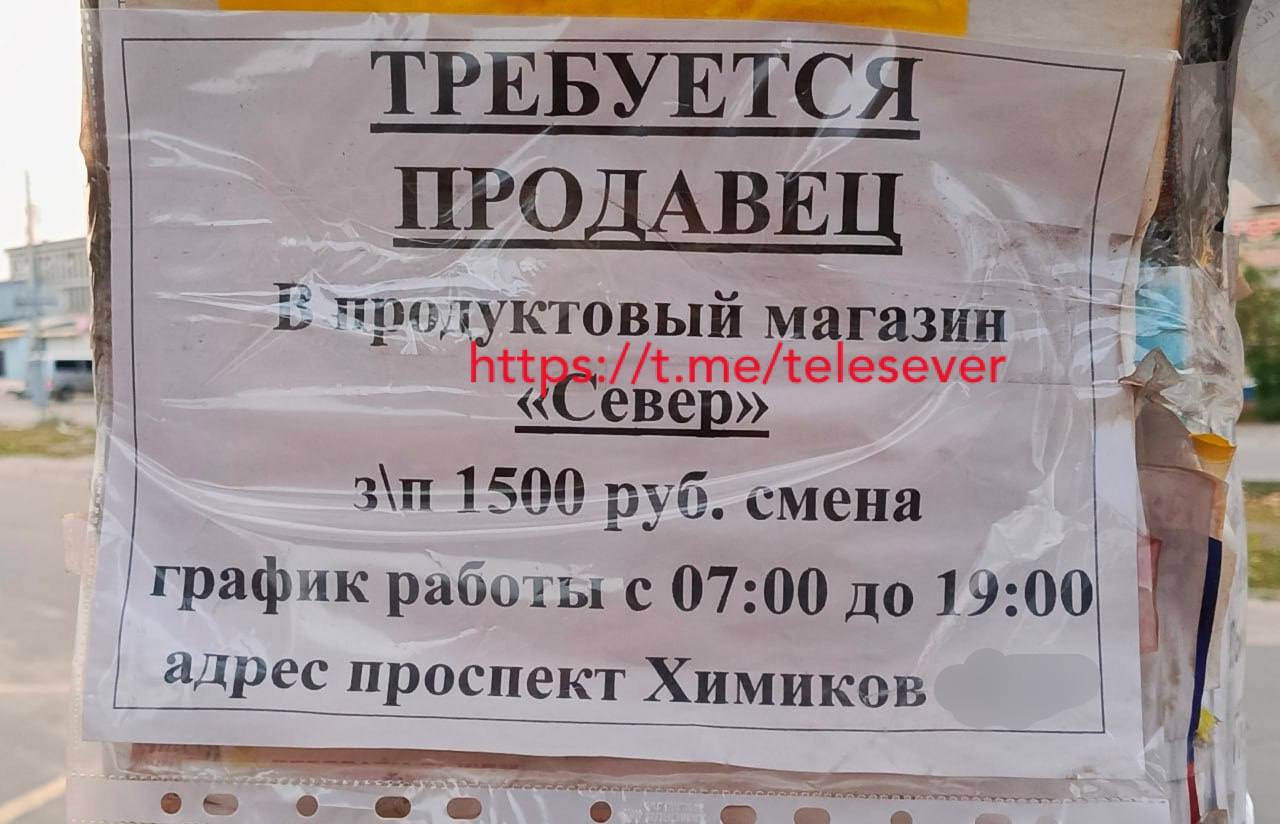 ТРЕБУЕТСЯ
ПРОДАВЕЦ
В продуктовый магазин
https://t.me/telesever
«Север»
з\п 1500 руб. смена
график работы с 07:00 до 19:00
адрес проспект Химиков